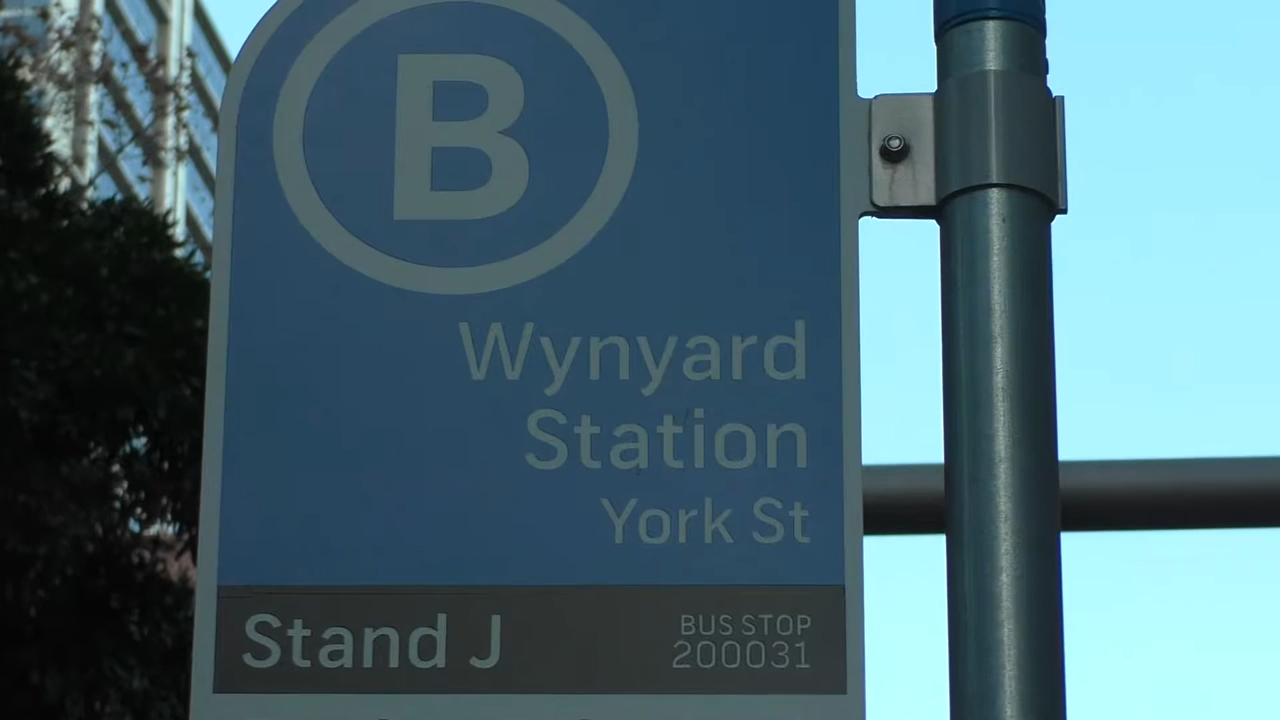 B
Wynyard
Station
York St
Stand J
BUS STOP
200031